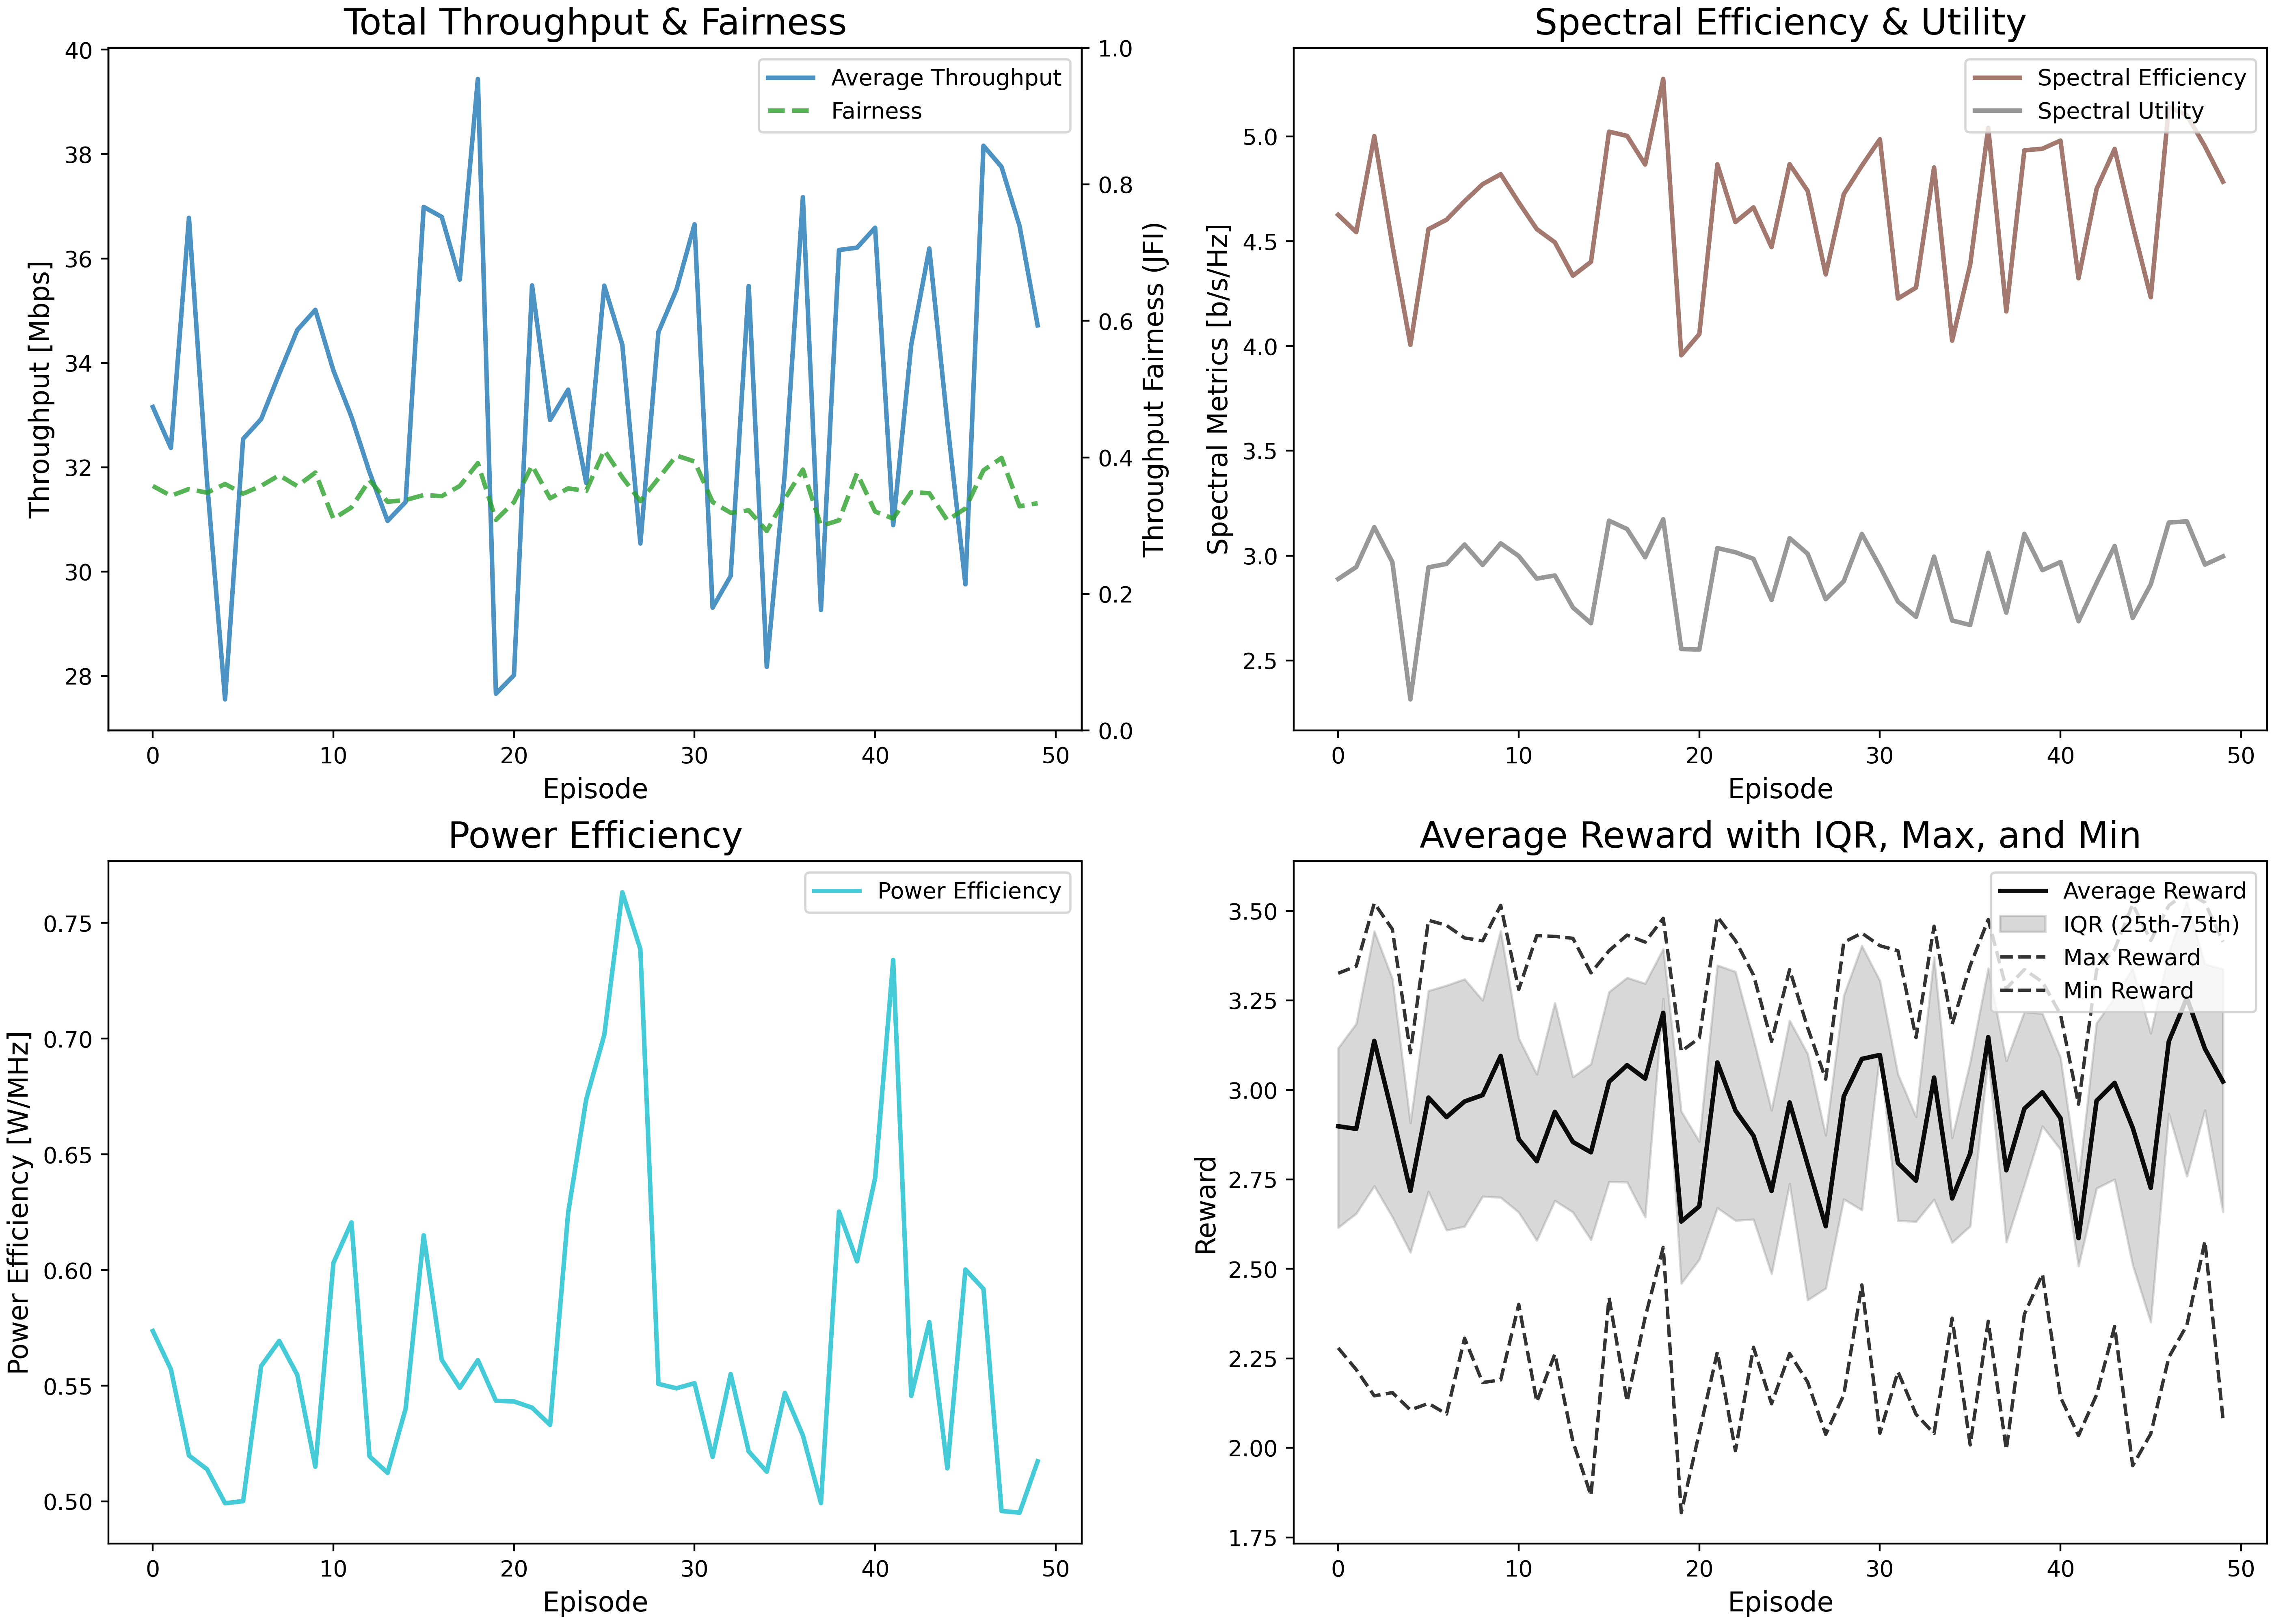 Total Throughput & Fairness
40
38
36
34
32
30
28
Throughput [Mbps]
1.0
0.8
0.6
0.4
0.2
0.0
Throughput Fairness (JFI)
Average Throughput
Fairness
0 10 20 30 40 50
Episode
Spectral Efficiency & Utility
5.0
4.5
4.0
3.5
3.0
2.5
Spectral Metrics [b/s/Hz]
Spectral Efficiency
Spectral Utility
0 10 20 30 40 50
Episode
Power Efficiency
0.75
0.70
0.65
0.60
0.55
0.50
Power Efficiency [W/MHz]
Power Efficiency
0 10 20 30 40 50
Episode
Average Reward with IQR, Max, and Min
3.50
3.25
3.00
2.75
2.50
2.25
2.00
1.75
Reward
Average Reward
IQR (25th-75th)
Max Reward
Min Reward
0 10 20 30 40 50
Episode